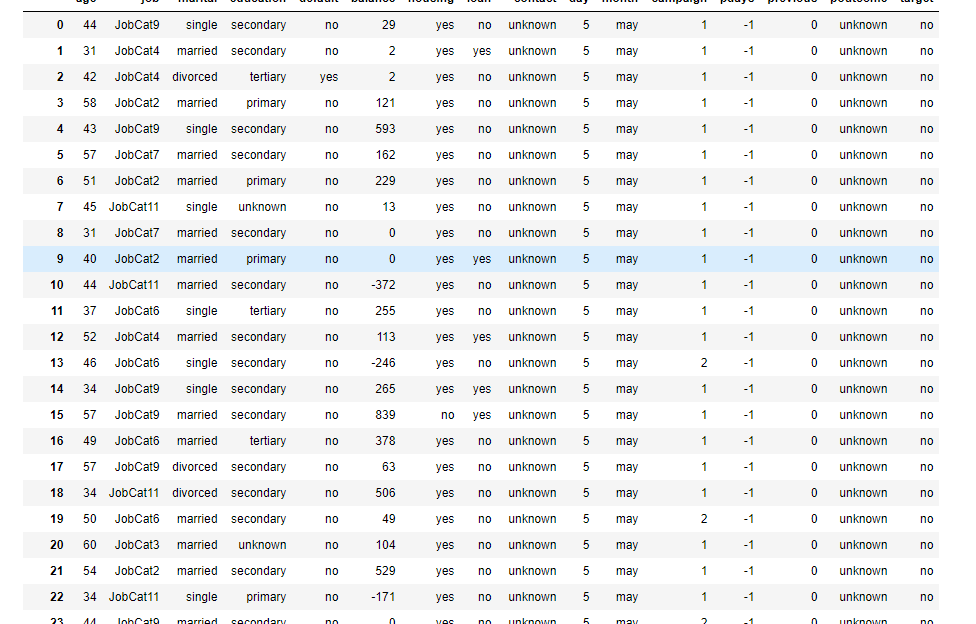 age job marital education default balance housing loan contact day month campaign pdays previous poutcome target
0 44 JobCat9 single secondary no 29 yes no unknown 5 may 1 -1 0 unknown no
1 31 JobCat4 married secondary no 2 yes yes unknown 5 may 1 -1 0 unknown no
2 42 JobCat4 divorced tertiary yes 2 yes no unknown 5 may 1 -1 0 unknown no
3 58 JobCat2 married primary no 121 yes no unknown 5 may 1 -1 0 unknown no
4 43 JobCat9 single secondary no 593 yes no unknown 5 may 1 -1 0 unknown no
5 57 JobCat7 married secondary no 162 yes no unknown 5 may 1 -1 0 unknown no
6 51 JobCat2 married primary no 229 yes no unknown 5 may 1 -1 0 unknown no
7 45 JobCat11 single unknown no 13 yes no unknown 5 may 1 -1 0 unknown no
8 31 JobCat7 married secondary no 0 yes no unknown 5 may 1 -1 0 unknown no
9 40 JobCat2 married primary no 0 yes yes unknown 5 may 1 -1 0 unknown no
10 44 JobCat11 married secondary no -372 yes no unknown 5 may 1 -1 0 unknown no
11 37 JobCat6 single tertiary no 255 yes no unknown 5 may 1 -1 0 unknown no
12 52 JobCat4 married secondary no 113 yes yes unknown 5 may 1 -1 0 unknown no
13 46 JobCat6 single secondary no -246 yes no unknown 5 may 2 -1 0 unknown no
14 34 JobCat9 single secondary no 265 yes yes unknown 5 may 1 -1 0 unknown no
15 57 JobCat9 married secondary no 839 no yes unknown 5 may 1 -1 0 unknown no
16 49 JobCat6 married tertiary no 378 yes no unknown 5 may 1 -1 0 unknown no
17 57 JobCat9 divorced secondary no 63 yes no unknown 5 may 1 -1 0 unknown no
18 34 JobCat11 divorced secondary no 506 yes no unknown 5 may 1 -1 0 unknown no
19 50 JobCat6 married secondary no 49 yes no unknown 5 may 2 -1 0 unknown no
20 60 JobCat3 married unknown no 104 yes no unknown 5 may 1 -1 0 unknown no
21 54 JobCat2 married secondary no 529 yes no unknown 5 may 1 -1 0 unknown no
22 34 JobCat11 single primary no -171 yes no unknown 5 may 1 -1 0 unknown no
23 44 JobCat9 married secondary no 0 yes no unknown 5 may 2 -1 0 unknown no